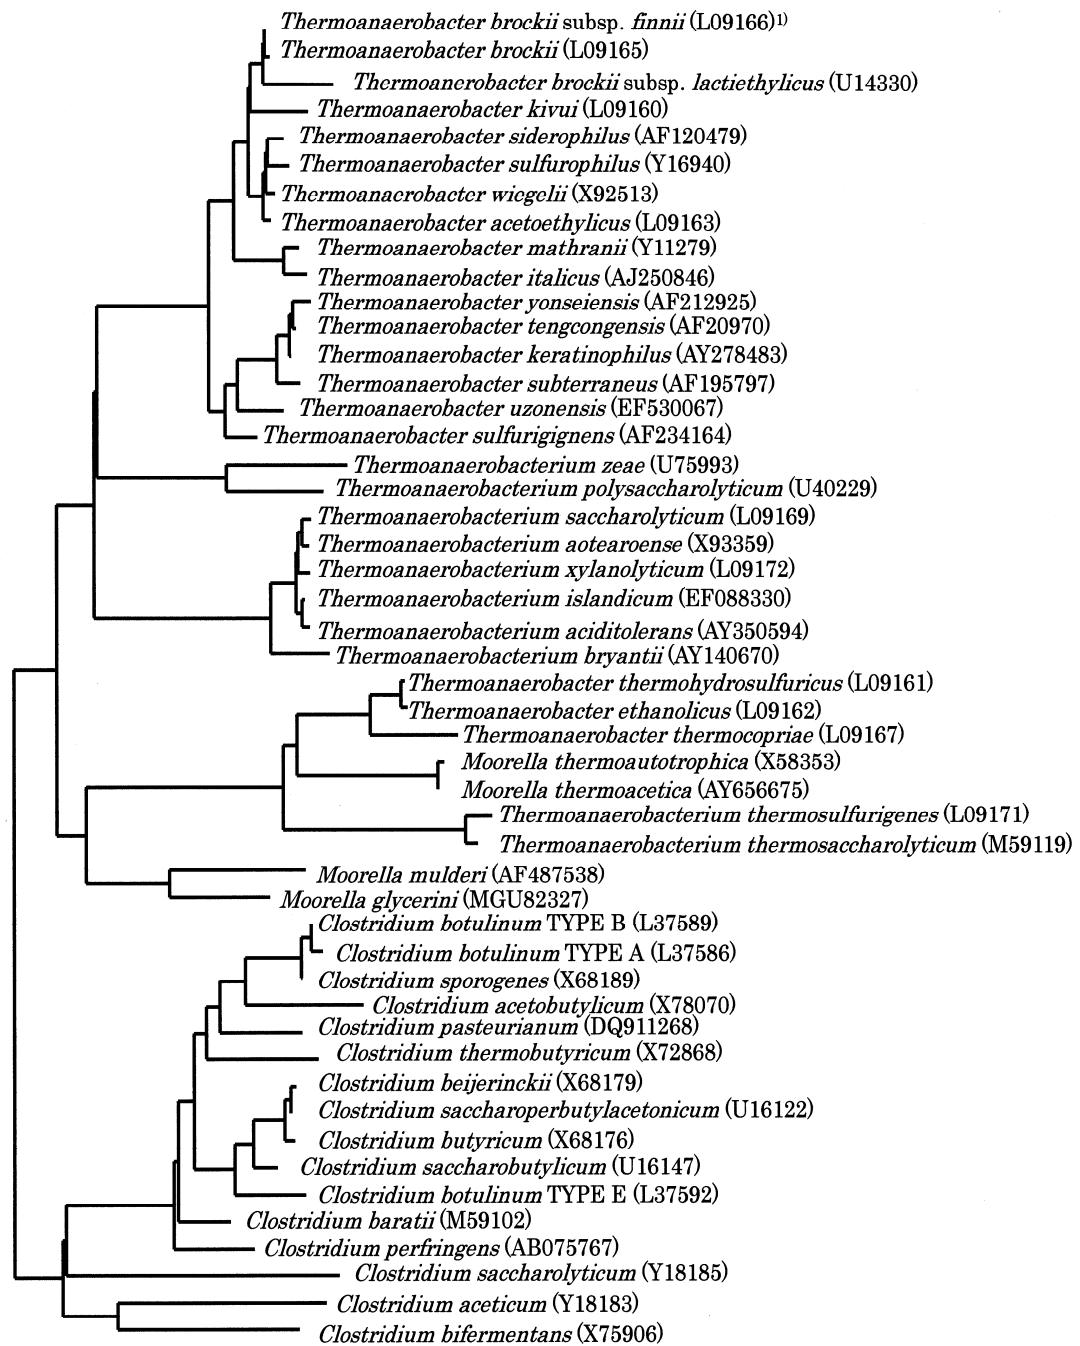 Thermoanaerobacter brockii subsp. finnii (L09166)1)
Thermoanaerobacter brockii (L09165)
Thermoanerobacter brockii subsp. lactiethylicus (U14330)
Thermoanaerobacter kivui (L09160)
Thermoanaerobacter siderophilus (AF120479)
Thermoanaerobacter sulfurophilus (Y16940)
Thermoanaerobacter wiegelii (X92513)
Thermoanaerobacter acetoethylicus (L09163)
Thermoanaerobacter mathranii (Y11279)
Thermoanaerobacter italicus (AJ250846)
Thermoanaerobacter yonseiensis (AF212925)
Thermoanaerobacter tengcongensis (AF20970)
Thermoanaerobacter keratinophilus (AY278483)
Thermoanaerobacter subterraneus (AF195797)
Thermoanaerobacter uzonensis (EF530067)
Thermoanaerobacter sulfurigignens (AF234164)
Thermoanaerobacterium zeae (U75993)
Thermoanaerobacterium polysaccharolyticum (U40229)
Thermoanaerobacterium saccharolyticum (L09169)
Thermoanaerobacterium aotearoense (X93359)
Thermoanaerobacterium xylanolyticum (L09172)
Thermoanaerobacterium islandicum (EF088330)
Thermoanaerobacterium aciditolerans (AY350594)
Thermoanaerobacterium bryantii (AY140670)
Thermoanaerobacter thermohydrosulfuricus (L09161)
Thermoanaerobacter ethanolicus (L09162)
Thermoanaerobacter thermocopriae (L09167)
Moorella thermoautotrophica (X58353)
Moorella thermoacetica (AY656675)
Thermoanaerobacterium thermosulfurigenes (L09171)
Thermoanaerobacterium thermosaccharolyticum (M59119)
Moorella mulderi (AF487538)
Moorella glycerini (MGU82327)
Clostridium botulinum TYPE B (L37589)
Clostridium botulinum TYPE A (L37586)
Clostridium sporogenes (X68189)
Clostridium acetobutylicum (X78070)
Clostridium pasteurianum (DQ911268)
Clostridium thermobutyricum (X72868)
Clostridium beijerinckii (X68179)
Clostridium saccharoperbutylacetonicum (U16122)
Clostridium butyricum (X68176)
Clostridium saccharobutylicum (U16147)
Clostridium botulinum TYPE E (L37592)
Clostridium baratii (M59102)
Clostridium perfringens (AB075767)
Clostridium saccharolyticum (Y18185)
Clostridium aceticum (Y18183)
Clostridium bifermentans (X75906)